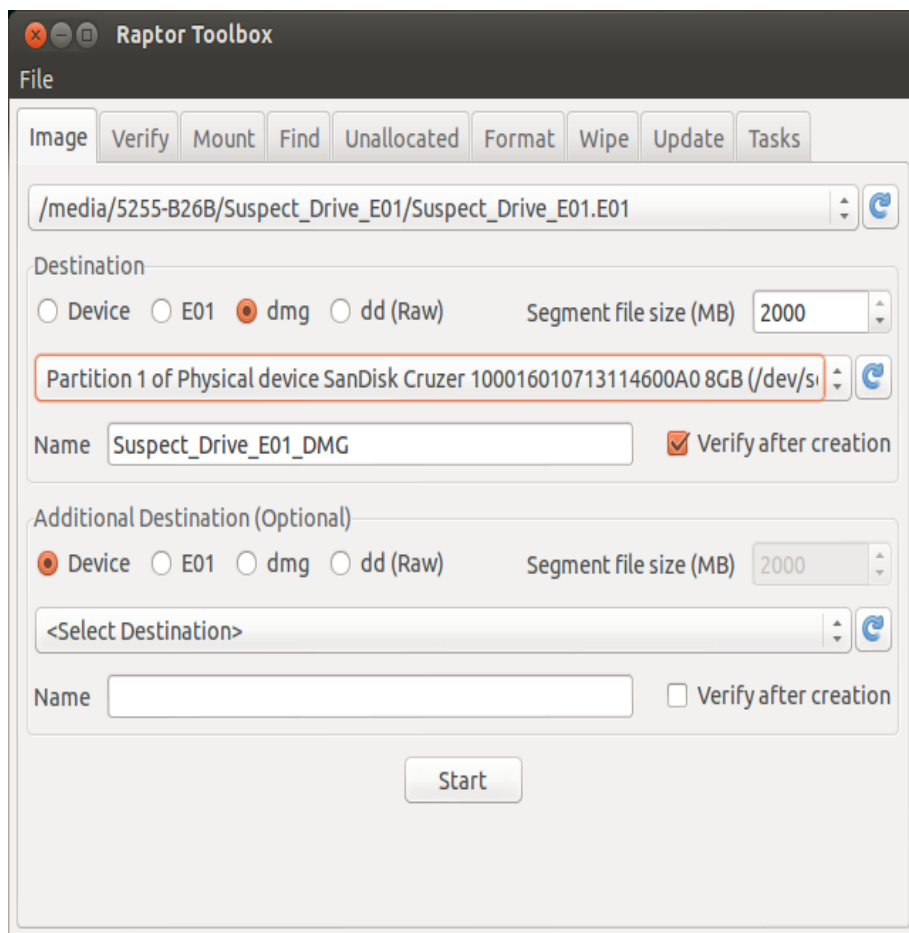 Raptor Toolbox
File
Image Verify Mount Find Unallocated Format Wipe Update Tasks
/media/5255-B26B/Suspect_Drive_E01/Suspect_Drive_E01.E01
Destination
Device E01 dmg dd (Raw) Segment file size (MB) 2000
Partition 1 of Physical device SanDisk Cruzer 100016010713114600A0 8GB (/dev/s
Name Suspect_Drive_E01_DMG Verify after creation
Additional Destination (Optional)
Device E01 dmg dd (Raw) Segment file size (MB) 2000
<Select Destination>
Name Verify after creation
Start